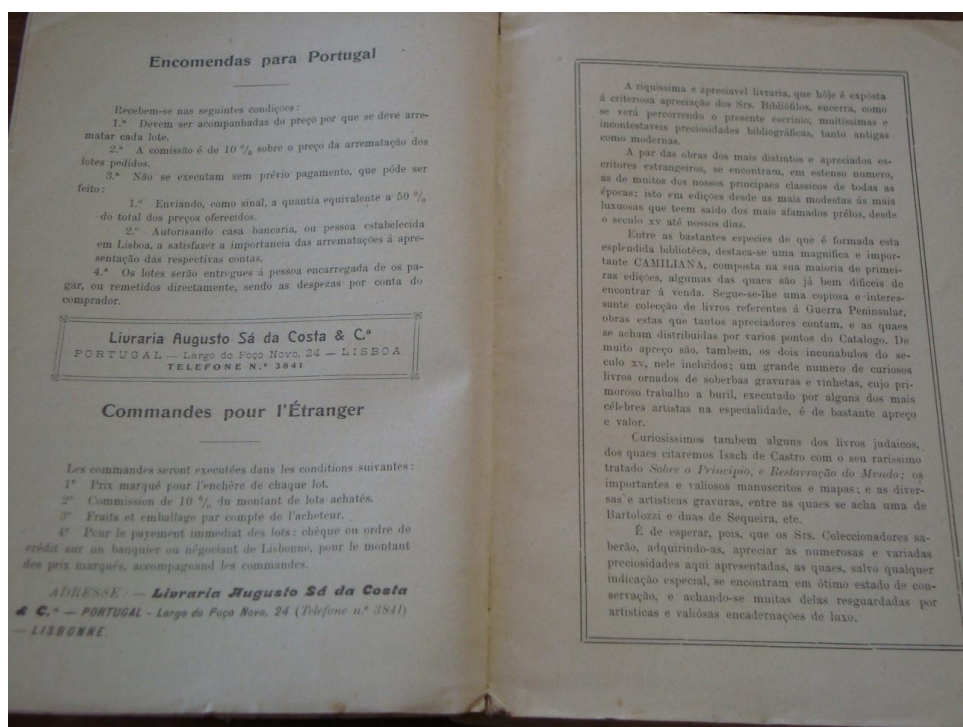 Encomendas para Portugal
Recebem-se nas seguintes condições:
1.ª Devem ser acompanhadas do preço por que se deve arre-
matar cada lote.
2.ª A comissão é de 10 % sobre o preço da arrematação dos
lotes pedidos.
3.ª Não se executam sem prévio pagamento, que póde ser
feito:
1.º Enviando, como sinal, a quantia equivalente a 50 %
do total dos preços oferecidos.
2.º Autorisando casa bancaria, ou pessoa estabelecida
em Lisboa, a satisfazer a importancia das arrematações á apre-
sentação das respectivas contas.
4.ª Os lotes serão entregues á pessoa encarregada de os pa-
gar, ou remetidos directamente, sendo as despezas por conta do
comprador.
Livraria Augusto Sá da Costa & C.ª
PORTUGAL — Largo do Poço Novo, 24 — LISBOA
TELEFONE N.º 3841
Commandes pour l'Étranger
Les commandes seront executées dans les conditions suivantes:
1º Prix marqué pour l'enchère de chaque lot.
2º Commission de 10 % du montant de lots achatés.
3º Fraits et emballage par compte de l'acheteur.
4º Pour le payement immediat des lots: chèque ou ordre de
crédit sur un banquier ou négociant de Lisbonne, pour le montant
des prix marqués, accompagnand les commandes.
ADRESSE: — Livraria Augusto Sá da Costa
& C.ª — PORTUGAL - Largo do Poço Novo, 24 (Telefone n.º 3841)
— LISBONNE
A riquissima e apreciavel livraria, que hôje é expósta
á criteriosa apreciação dos Srs. Bibliófilos, encerra, como
se verá percorrendo o presente escrinio, muitissimas e
incontestaveis preciosidades bibliográficas, tanto antigas
como modernas.
A par das obras dos mais distintos e apreciados es-
critores estrangeiros, se encontram, em estenso numero,
as de muitos dos nossos principaes classicos de todas as
épocas; isto em edições desde as mais modestas ás mais
luxuosas que teem saído dos mais afamados prélos, desde
o seculo xv até nossos dias.
Entre as bastantes especies de que é formada esta
esplendida bibliotéca, destaca-se uma magnifica e impor-
tante CAMILIANA, composta na sua maioria de primei-
ras edições, algumas das quaes são já bem dificeis de
encontrar á venda. Segue-se-lhe uma copiosa e interes-
sante colecção de livros referentes á Guerra Peninsular,
obras estas que tantos apreciadores contam, e as quaes
se acham distribuidas por varios pontos do Catalogo. De
muito apreço são, tambem, os dois incunabulos do se-
culo xv, nele incluidos; um grande numero de curiosos
livros ornados de soberbas gravuras e vinhetas, cujo pri-
moroso trabalho a buril, executado por alguns dos mais
célebres artistas na especialidade, é de bastante apreço
e valor.
Curiosissimos tambem alguns dos livros judaicos,
dos quaes citaremos Isach de Castro com o seu rarissimo
tratado Sobre o Principio, e Restavração do Mvndo; os
importantes e valiosos manuscritos e mapas; e as diver-
sas e artisticas gravuras, entre as quaes se acha uma de
Bartolozzi e duas de Sequeira, etc.
É de esperar, pois, que os Srs. Coleccionadores sa-
berão, adquirindo-as, apreciar as numerosas e variadas
preciosidades aqui apresentadas, as quaes, salvo qualquer
indicação especial, se encontram em ótimo estado de con-
servação, e achando-se muitas delas resguardadas por
artisticas e valiósas encadernações de luxo.